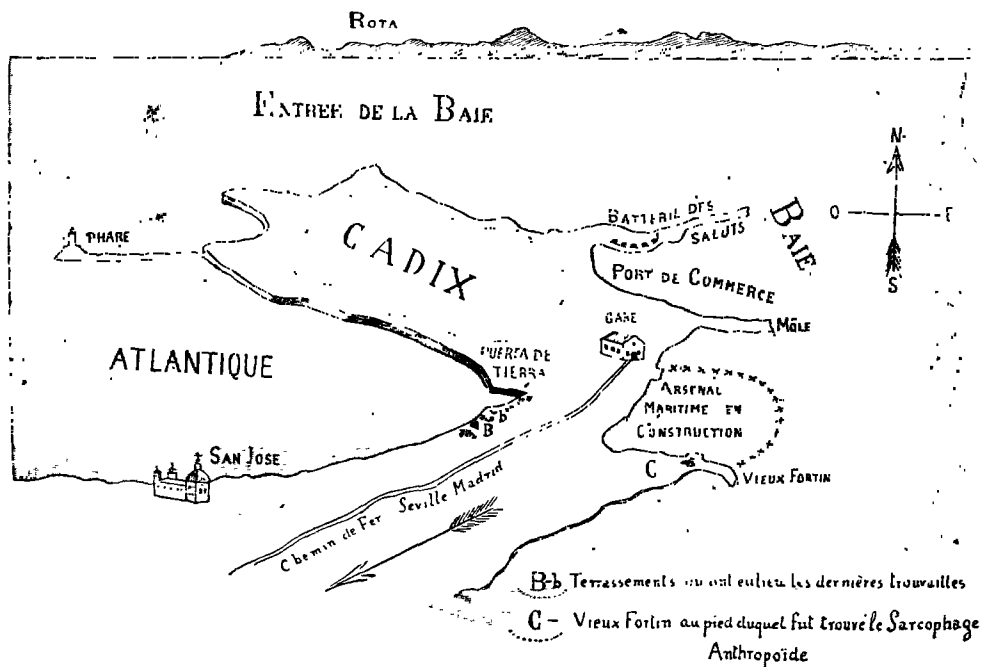 ROTA
ENTREE DE LA BAIE
N
O
E
S
BATTERIE DES
SALUTS
BAIE
PHARE
CADIX
PORT DE COMMERCE
GARE
MÔLE
PUERTA DE
TIERRA
ATLANTIQUE
ARSENAL
MARITIME EN
CONSTRUCTION
b
B
SAN JOSE
C
VIEUX FORTIN
Chemin de Fer Seville Madrid
B-b Terrassements ou ont eu lieu les dernières trouvailles
C - Vieux Fortin au pied duquel fut trouvé le Sarcophage
Anthropoïde